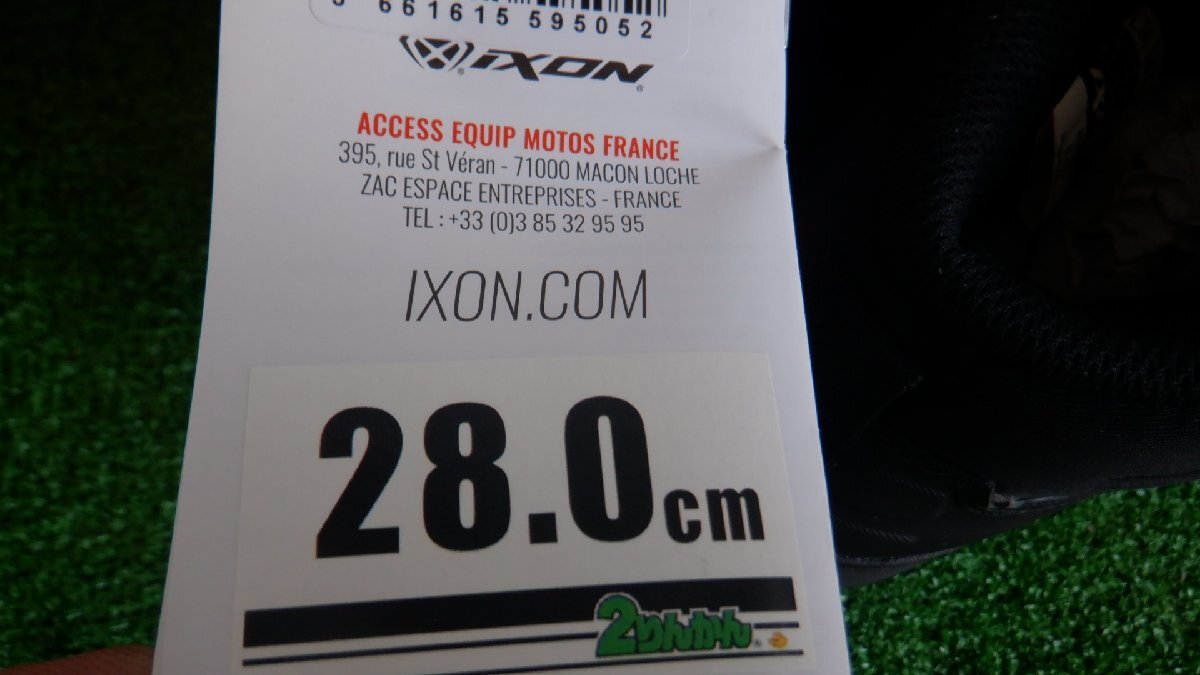 661615 595052
iXON
ACCESS EQUIP MOTOS FRANCE
395, rue St Véran - 71000 MACON LOCHE
ZAC ESPACE ENTREPRISES - FRANCE
TEL : +33 (0)3 85 32 95 95
IXON.COM
28.0cm
2りんかん